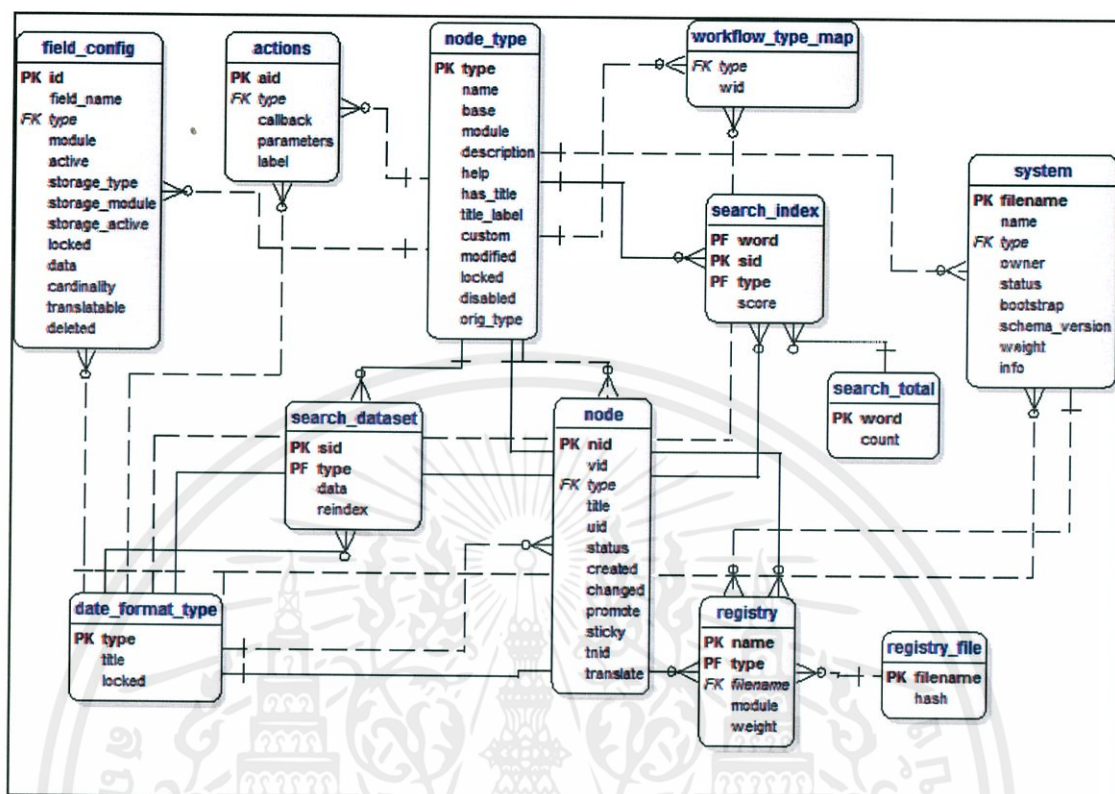 field_config
PK id
field_name
FK type
module
active
storage_type
storage_module
storage_active
locked
data
cardinality
translatable
deleted
actions
PK aid
FK type
callback
parameters
label
node_type
PK type
name
base
module
description
help
has_title
title_label
custom
modified
locked
disabled
orig_type
workflow_type_map
FK type
wid
search_index
PF word
PK sid
PF type
score
system
PK filename
name
FK type
owner
status
bootstrap
schema_version
weight
info
search_total
PK word
count
search_dataset
PK sid
PF type
data
reindex
node
PK nid
vid
FK type
title
uid
status
created
changed
promote
sticky
tnid
translate
date_format_type
PK type
title
locked
registry
PK name
PF type
FK filename
module
weight
registry_file
PK filename
hash